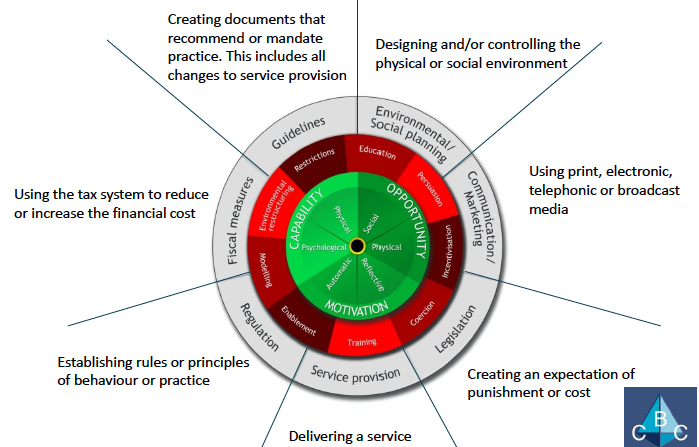 Creating documents that
recommend or mandate
practice. This includes all
changes to service provision
Designing and/or controlling the
physical or social environment
Using the tax system to reduce
or increase the financial cost
Using print, electronic,
telephonic or broadcast
media
Establishing rules or principles
of behaviour or practice
Creating an expectation of
punishment or cost
Delivering a service
Guidelines
Environmental/
Social planning
Communication/
Marketing
Legislation
Service provision
Regulation
Fiscal measures
Restrictions
Education
Persuasion
Incentivisation
Coercion
Training
Enablement
Modelling
Environmental
restructuring
CAPABILITY
OPPORTUNITY
MOTIVATION
Physical
Social
Physical
Reflective
Automatic
Psychological
C B C